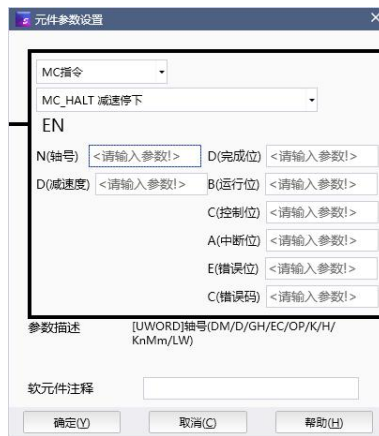 元件参数设置
MC指令
MC_HALT 减速停下
EN
N(轴号) <请输入参数!> D(完成位) <请输入参数!>
D(减速度) <请输入参数!> B(运行位) <请输入参数!>
C(控制位) <请输入参数!>
A(中断位) <请输入参数!>
E(错误位) <请输入参数!>
C(错误码) <请输入参数!>
参数描述 [UWORD]轴号(DM/D/GH/EC/OP/K/H/
KnMm/LW)
软元件注释
确定(Y) 取消(C) 帮助(H)